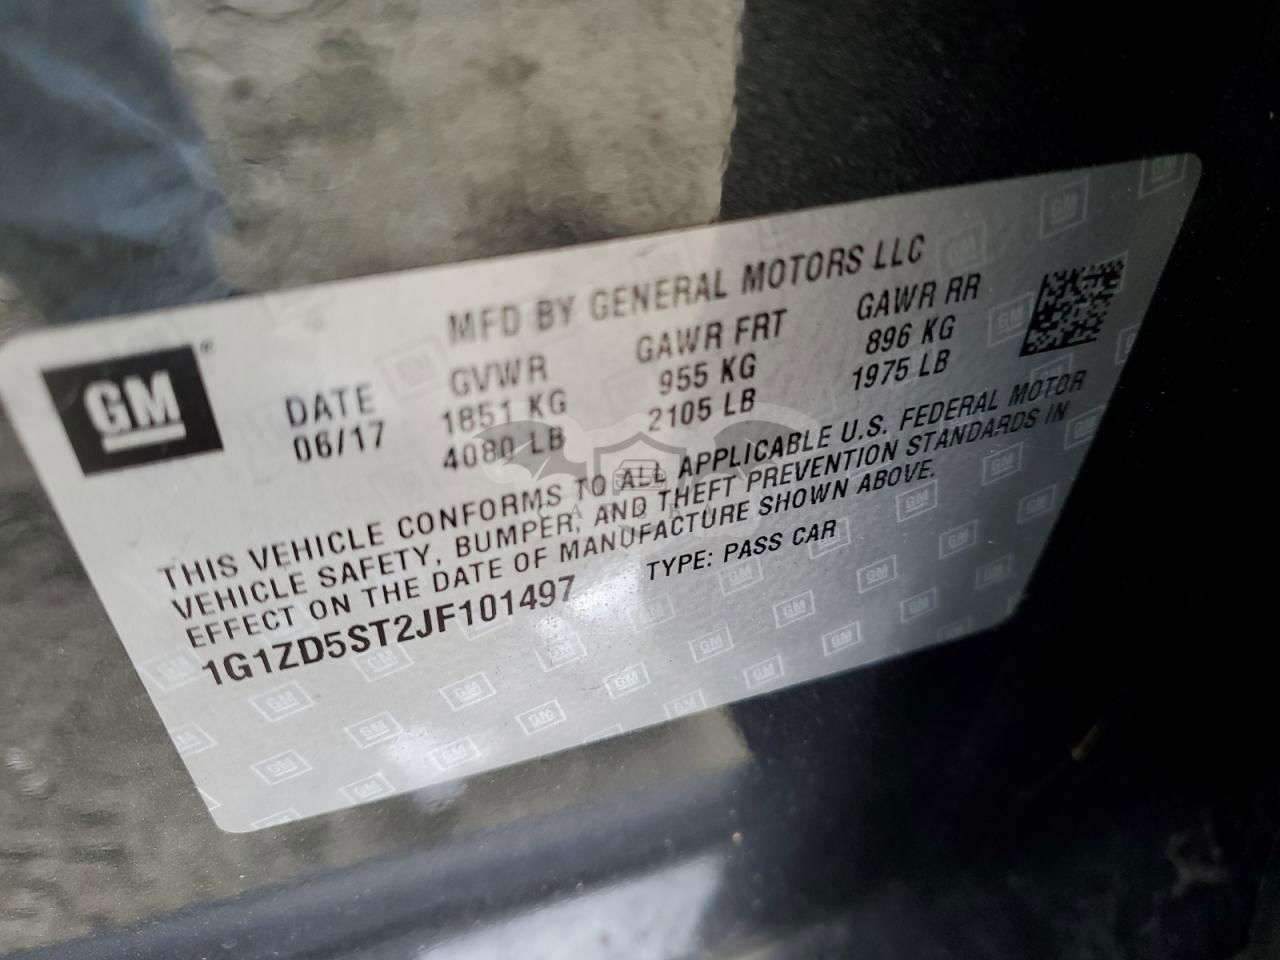 MFD BY GENERAL MOTORS LLC
GM®
DATE GVWR GAWR FRT GAWR RR
06/17 1851 KG 955 KG 896 KG
4080 LB 2105 LB 1975 LB
THIS VEHICLE CONFORMS TO ALL APPLICABLE U.S. FEDERAL MOTOR
VEHICLE SAFETY, BUMPER, AND THEFT PREVENTION STANDARDS IN
EFFECT ON THE DATE OF MANUFACTURE SHOWN ABOVE.
1G1ZD5ST2JF101497 TYPE: PASS CAR